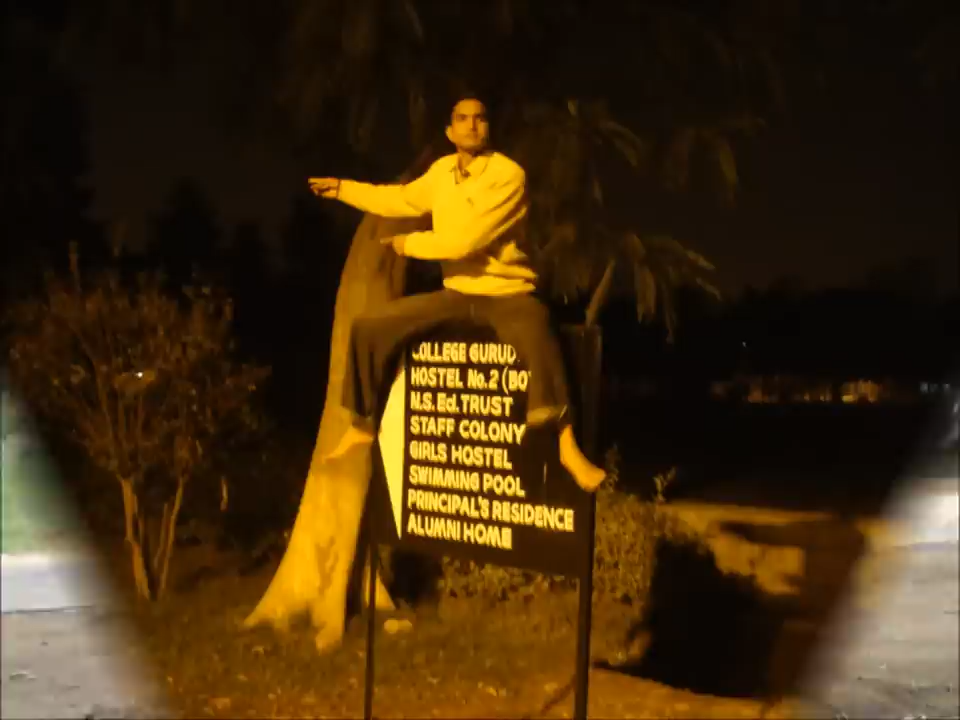 COLLEGE GURUD
HOSTEL No.2 (BO
N.S.Ed.TRUST
STAFF COLONY
GIRLS HOSTEL
SWIMMING POOL
PRINCIPAL'S RESIDENCE
ALUMNI HOME